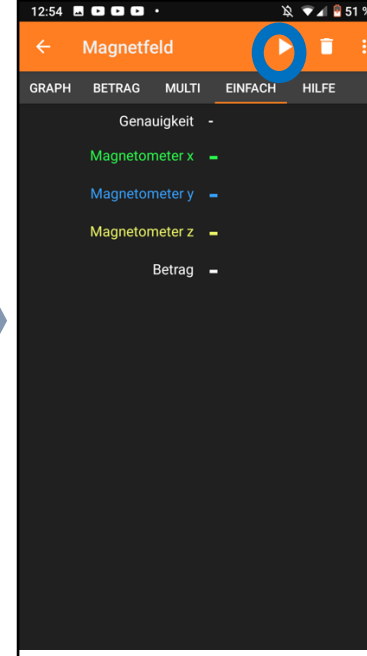 12:54 51 %
Magnetfeld
GRAPH BETRAG MULTI EINFACH HILFE
Genauigkeit -
Magnetometer x -
Magnetometer y -
Magnetometer z -
Betrag -